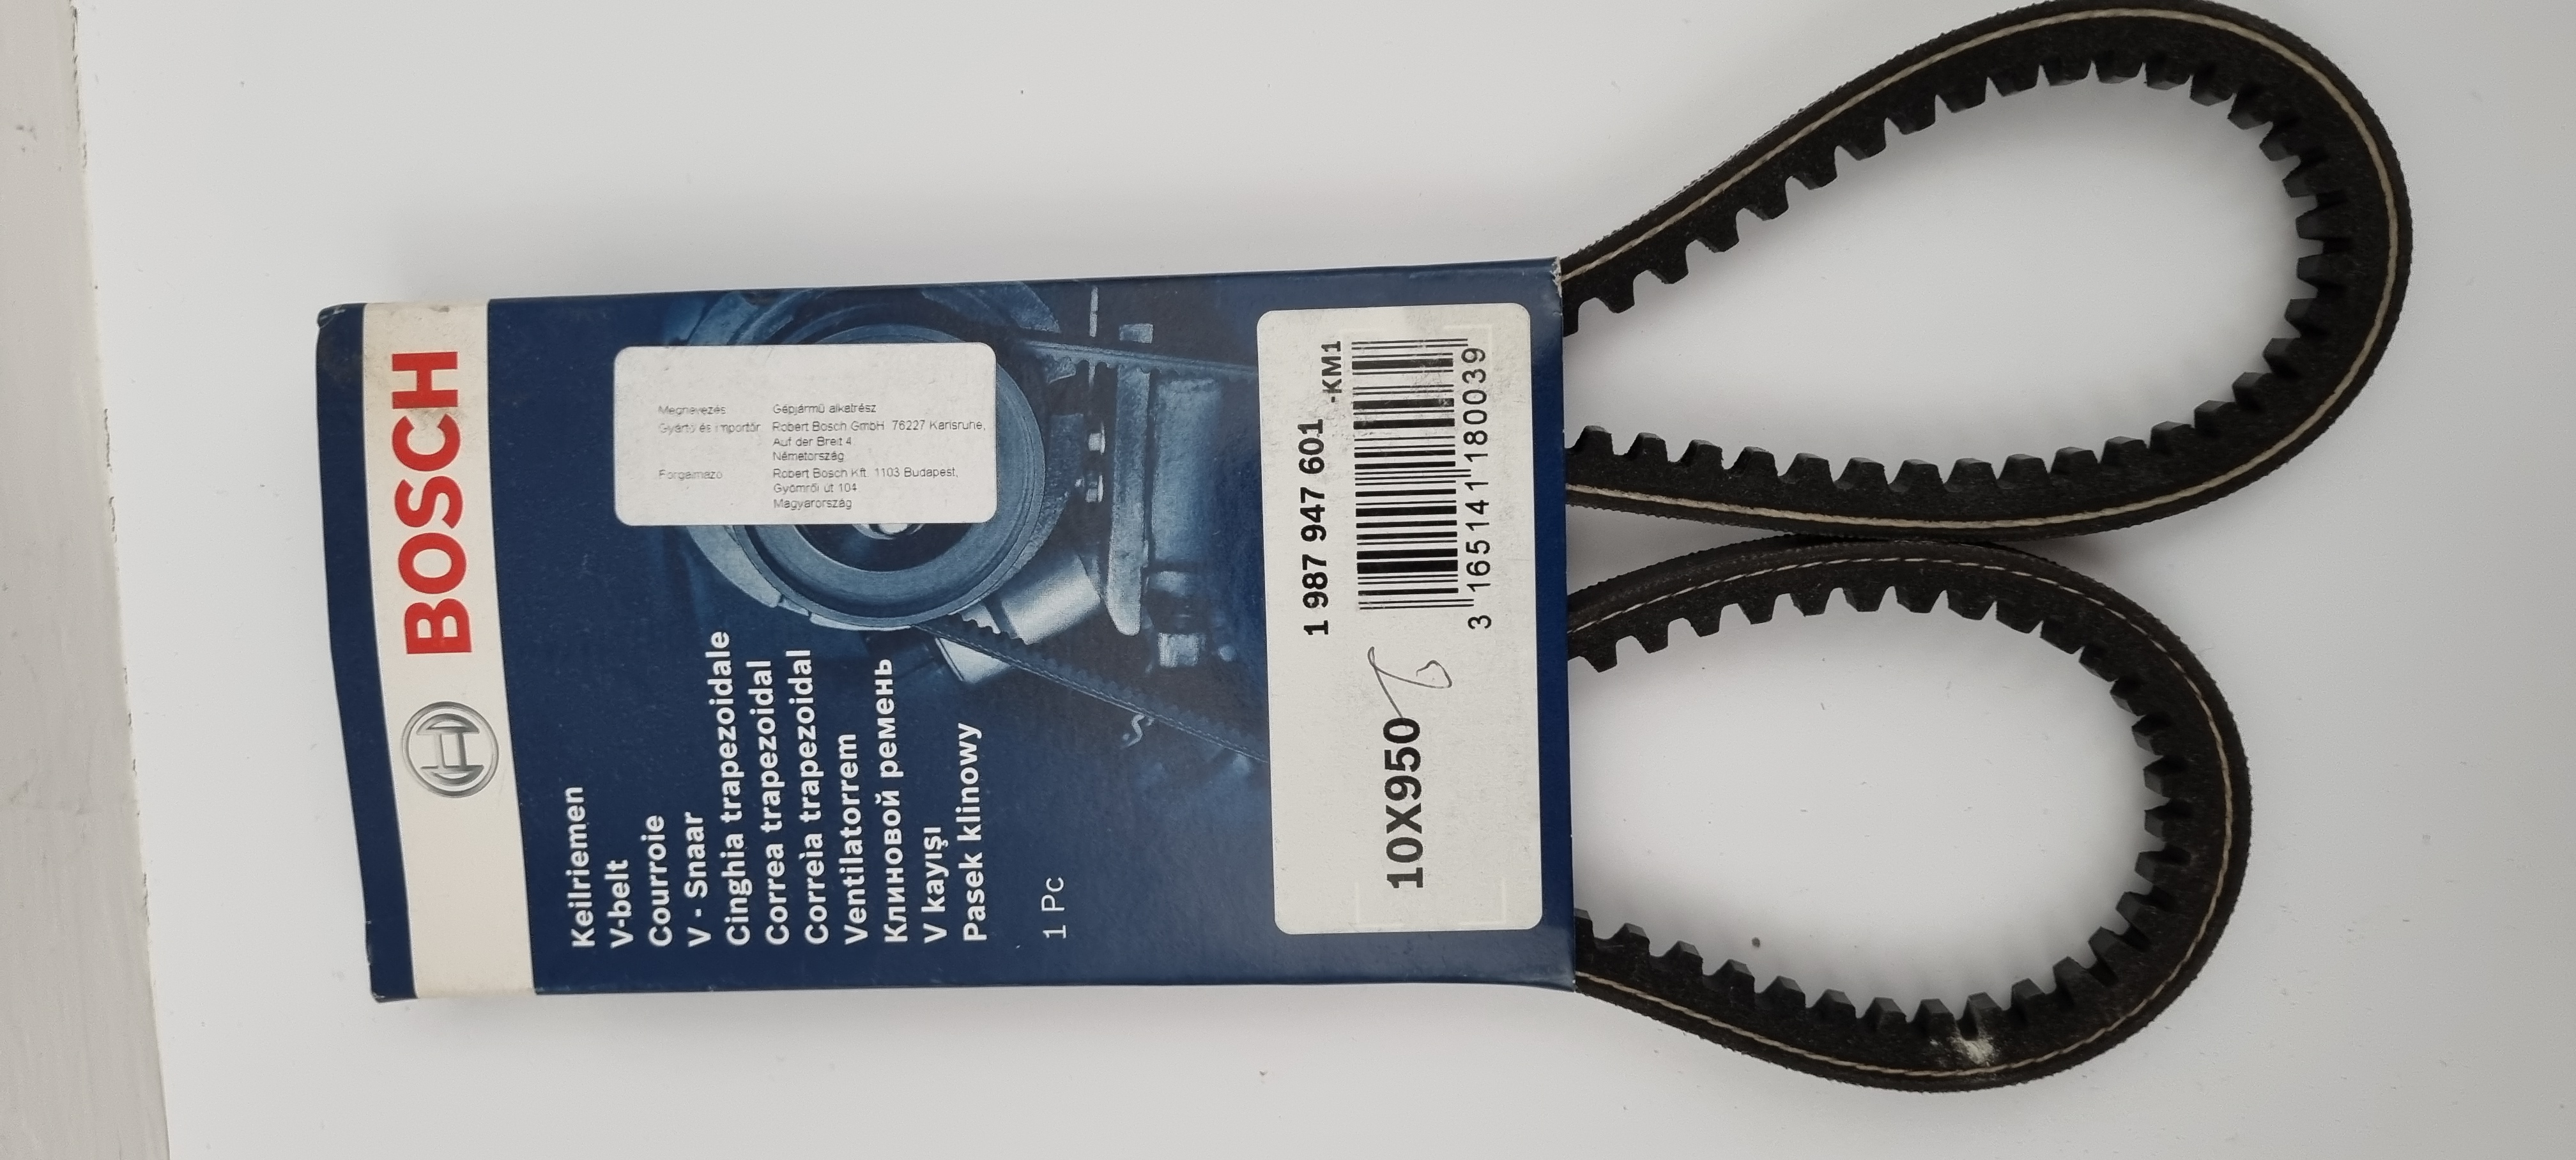 BOSCH
Keilriemen
V-belt
Courroie
V - Snaar
Cinghia trapezoidale
Correa trapezoidal
Correia trapezoidal
Ventilatorrem
Клиновой ремень
V kayışı
Pasek klinowy
1 Pc
Megnevezés Gépjármű alkatrész
Gyártó és importőr Robert Bosch GmbH 76227 Karlsruhe,
Auf der Breit 4
Németország
Forgalmazó Robert Bosch Kft. 1103 Budapest,
Gyömrői út 104
Magyarország
1 987 947 601 -KM1
10X950
3 165141 180039